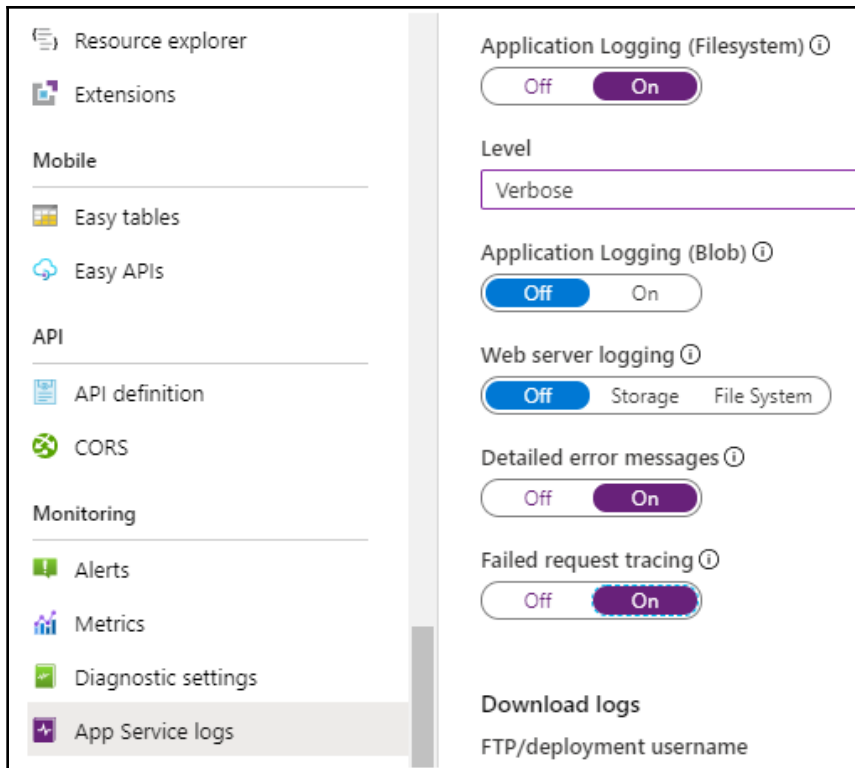 Resource explorer
Extensions
Mobile
Easy tables
Easy APIs
API
API definition
CORS
Monitoring
Alerts
Metrics
Diagnostic settings
App Service logs
Application Logging (Filesystem)
Off On
Level
Verbose
Application Logging (Blob)
Off On
Web server logging
Off Storage File System
Detailed error messages
Off On
Failed request tracing
Off On
Download logs
FTP/deployment username